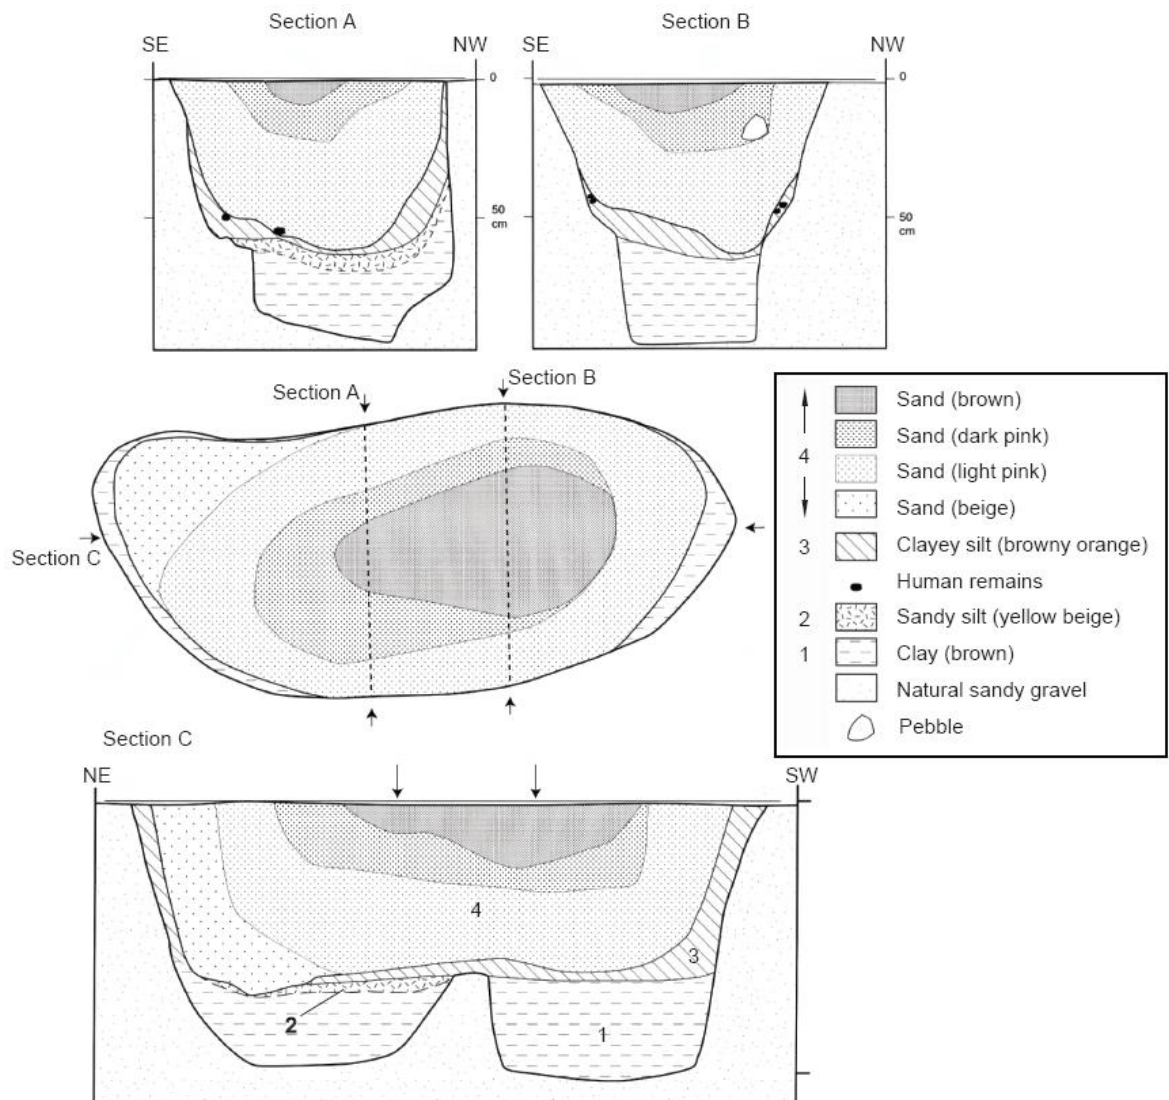 Section A
Section B
SE
NW
SE
NW
0
0
50
cm
50
cm
Section A
Section B
Section C
Sand (brown)
Sand (dark pink)
4
Sand (light pink)
Sand (beige)
3
Clayey silt (browny orange)
Human remains
2
Sandy silt (yellow beige)
1
Clay (brown)
Natural sandy gravel
Pebble
Section C
NE
SW
4
3
2
1